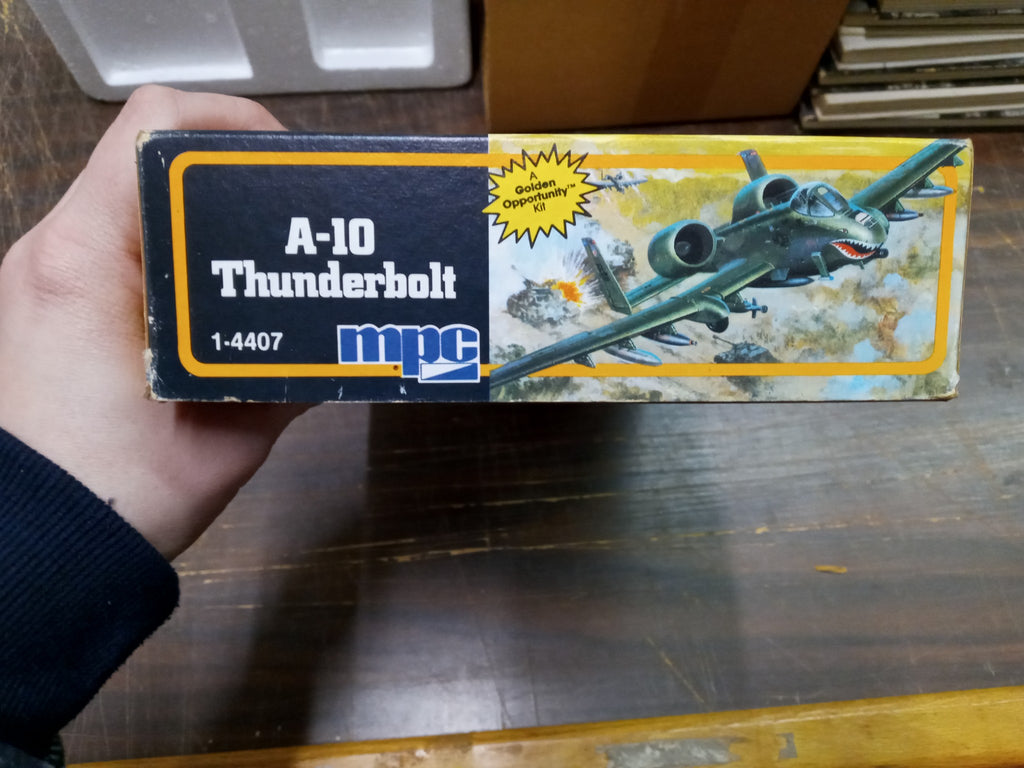 A-10
Thunderbolt
1-4407
mpc
A
Golden
Opportunity™
Kit